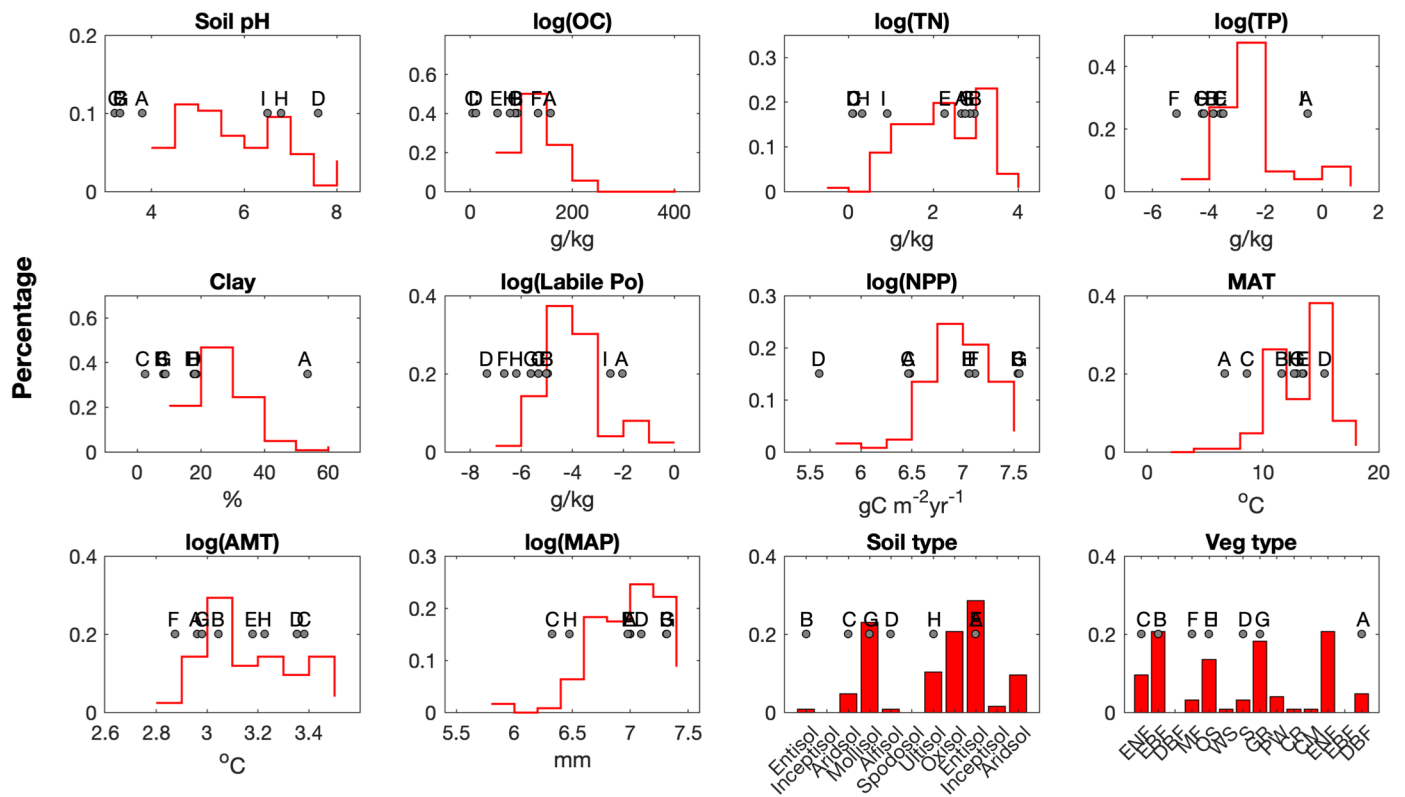 Soil pH log(OC) log(TN) log(TP)
0.2 0.6 0.3 0.4
A I H D
E F A
H I E
F A
0.1 0.4 0.2 0.2
0 0.2 0.1 0
0 0
4 6 8 0 200 400 0 2 4 -6 -4 -2 0 2
g/kg g/kg g/kg
Percentage
Clay log(Labile Po) log(NPP) MAT
0.6 0.4 0.3 0.4
C G A D F H G B I A D F G A G B E D
0.4 0.2 0.2 0.2
0.2 0.1
0 0 0 0
0 20 40 60 -8 -6 -4 -2 0 5.5 6 6.5 7 7.5 0 10 20
% g/kg gC m-2yr-1 oC
log(AMT) log(MAP) Soil type Veg type
0.4 0.3 0.4 0.4
F A G B E H D C C H D G B C G D H C B F D G A
0.2 0.2 0.2 0.2
0.1
0 0 0 0
2.6 2.8 3 3.2 3.4 5.5 6 6.5 7 7.5
oC mm
Entisol Inceptisol Aridsol Mollisol Alfisol Spodosol Ultisol Oxisol Entisol Inceptisol Aridsol
ENF EBF DBF MF OS WS S GR PW CR CM ENF EBF DBF